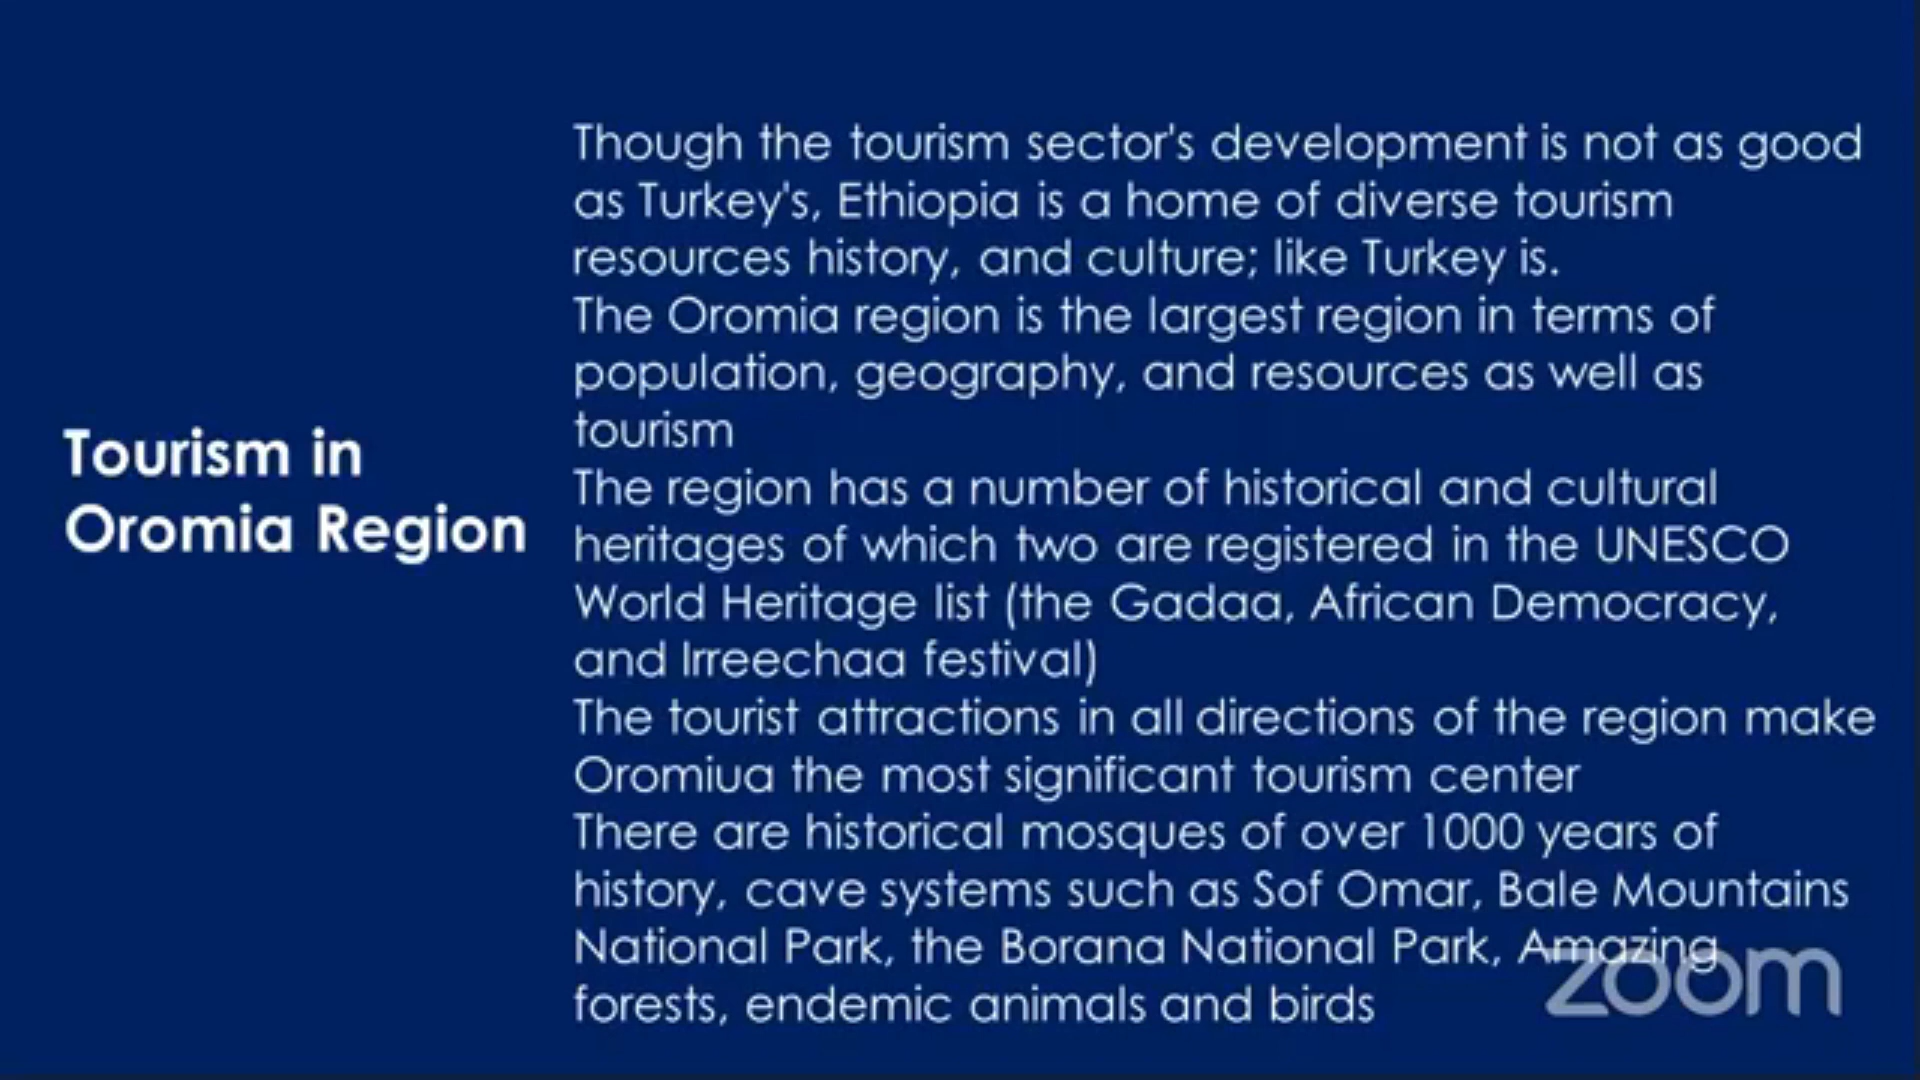 Tourism in
Oromia Region
Though the tourism sector's development is not as good
as Turkey's, Ethiopia is a home of diverse tourism
resources history, and culture; like Turkey is.
The Oromia region is the largest region in terms of
population, geography, and resources as well as
tourism
The region has a number of historical and cultural
heritages of which two are registered in the UNESCO
World Heritage list (the Gadaa, African Democracy,
and Irreechaa festival)
The tourist attractions in all directions of the region make
Oromiua the most significant tourism center
There are historical mosques of over 1000 years of
history, cave systems such as Sof Omar, Bale Mountains
National Park, the Borana National Park, Amazing
forests, endemic animals and birds
zoom